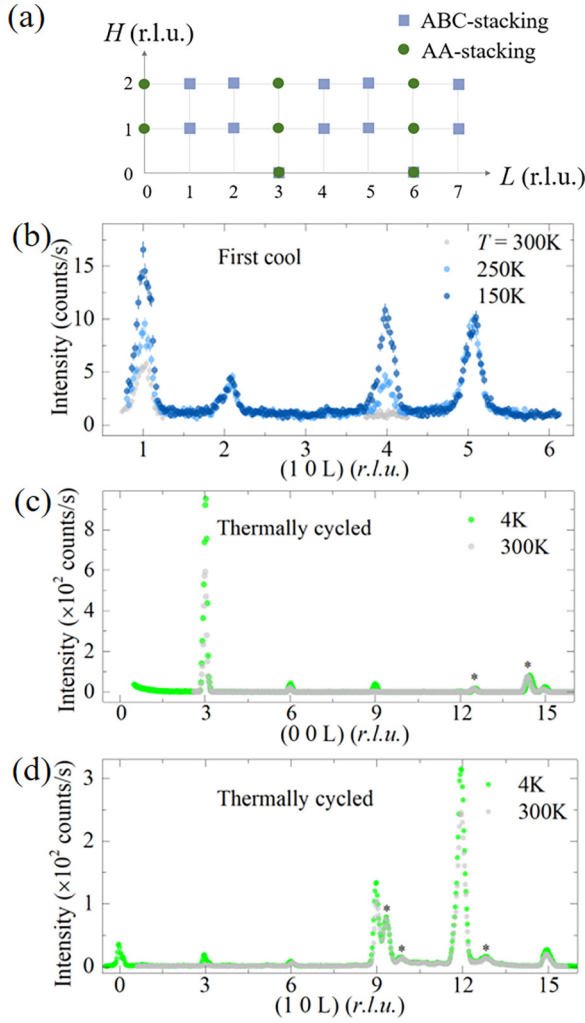 (a)
H (r.l.u.)
ABC-stacking
AA-stacking
2
1
0
0 1 2 3 4 5 6 7
L (r.l.u.)
(b)
First cool
T = 300K
250K
150K
15
10
5
0
Intensity (counts/s)
1 2 3 4 5 6
(1 0 L) (r.l.u.)
(c)
Thermally cycled
4K
300K
8
6
4
2
0
Intensity (×10² counts/s)
* *
0 3 6 9 12 15
(0 0 L) (r.l.u.)
(d)
Thermally cycled
4K
300K
3
2
1
0
Intensity (×10² counts/s)
* * *
0 3 6 9 12 15
(1 0 L) (r.l.u.)